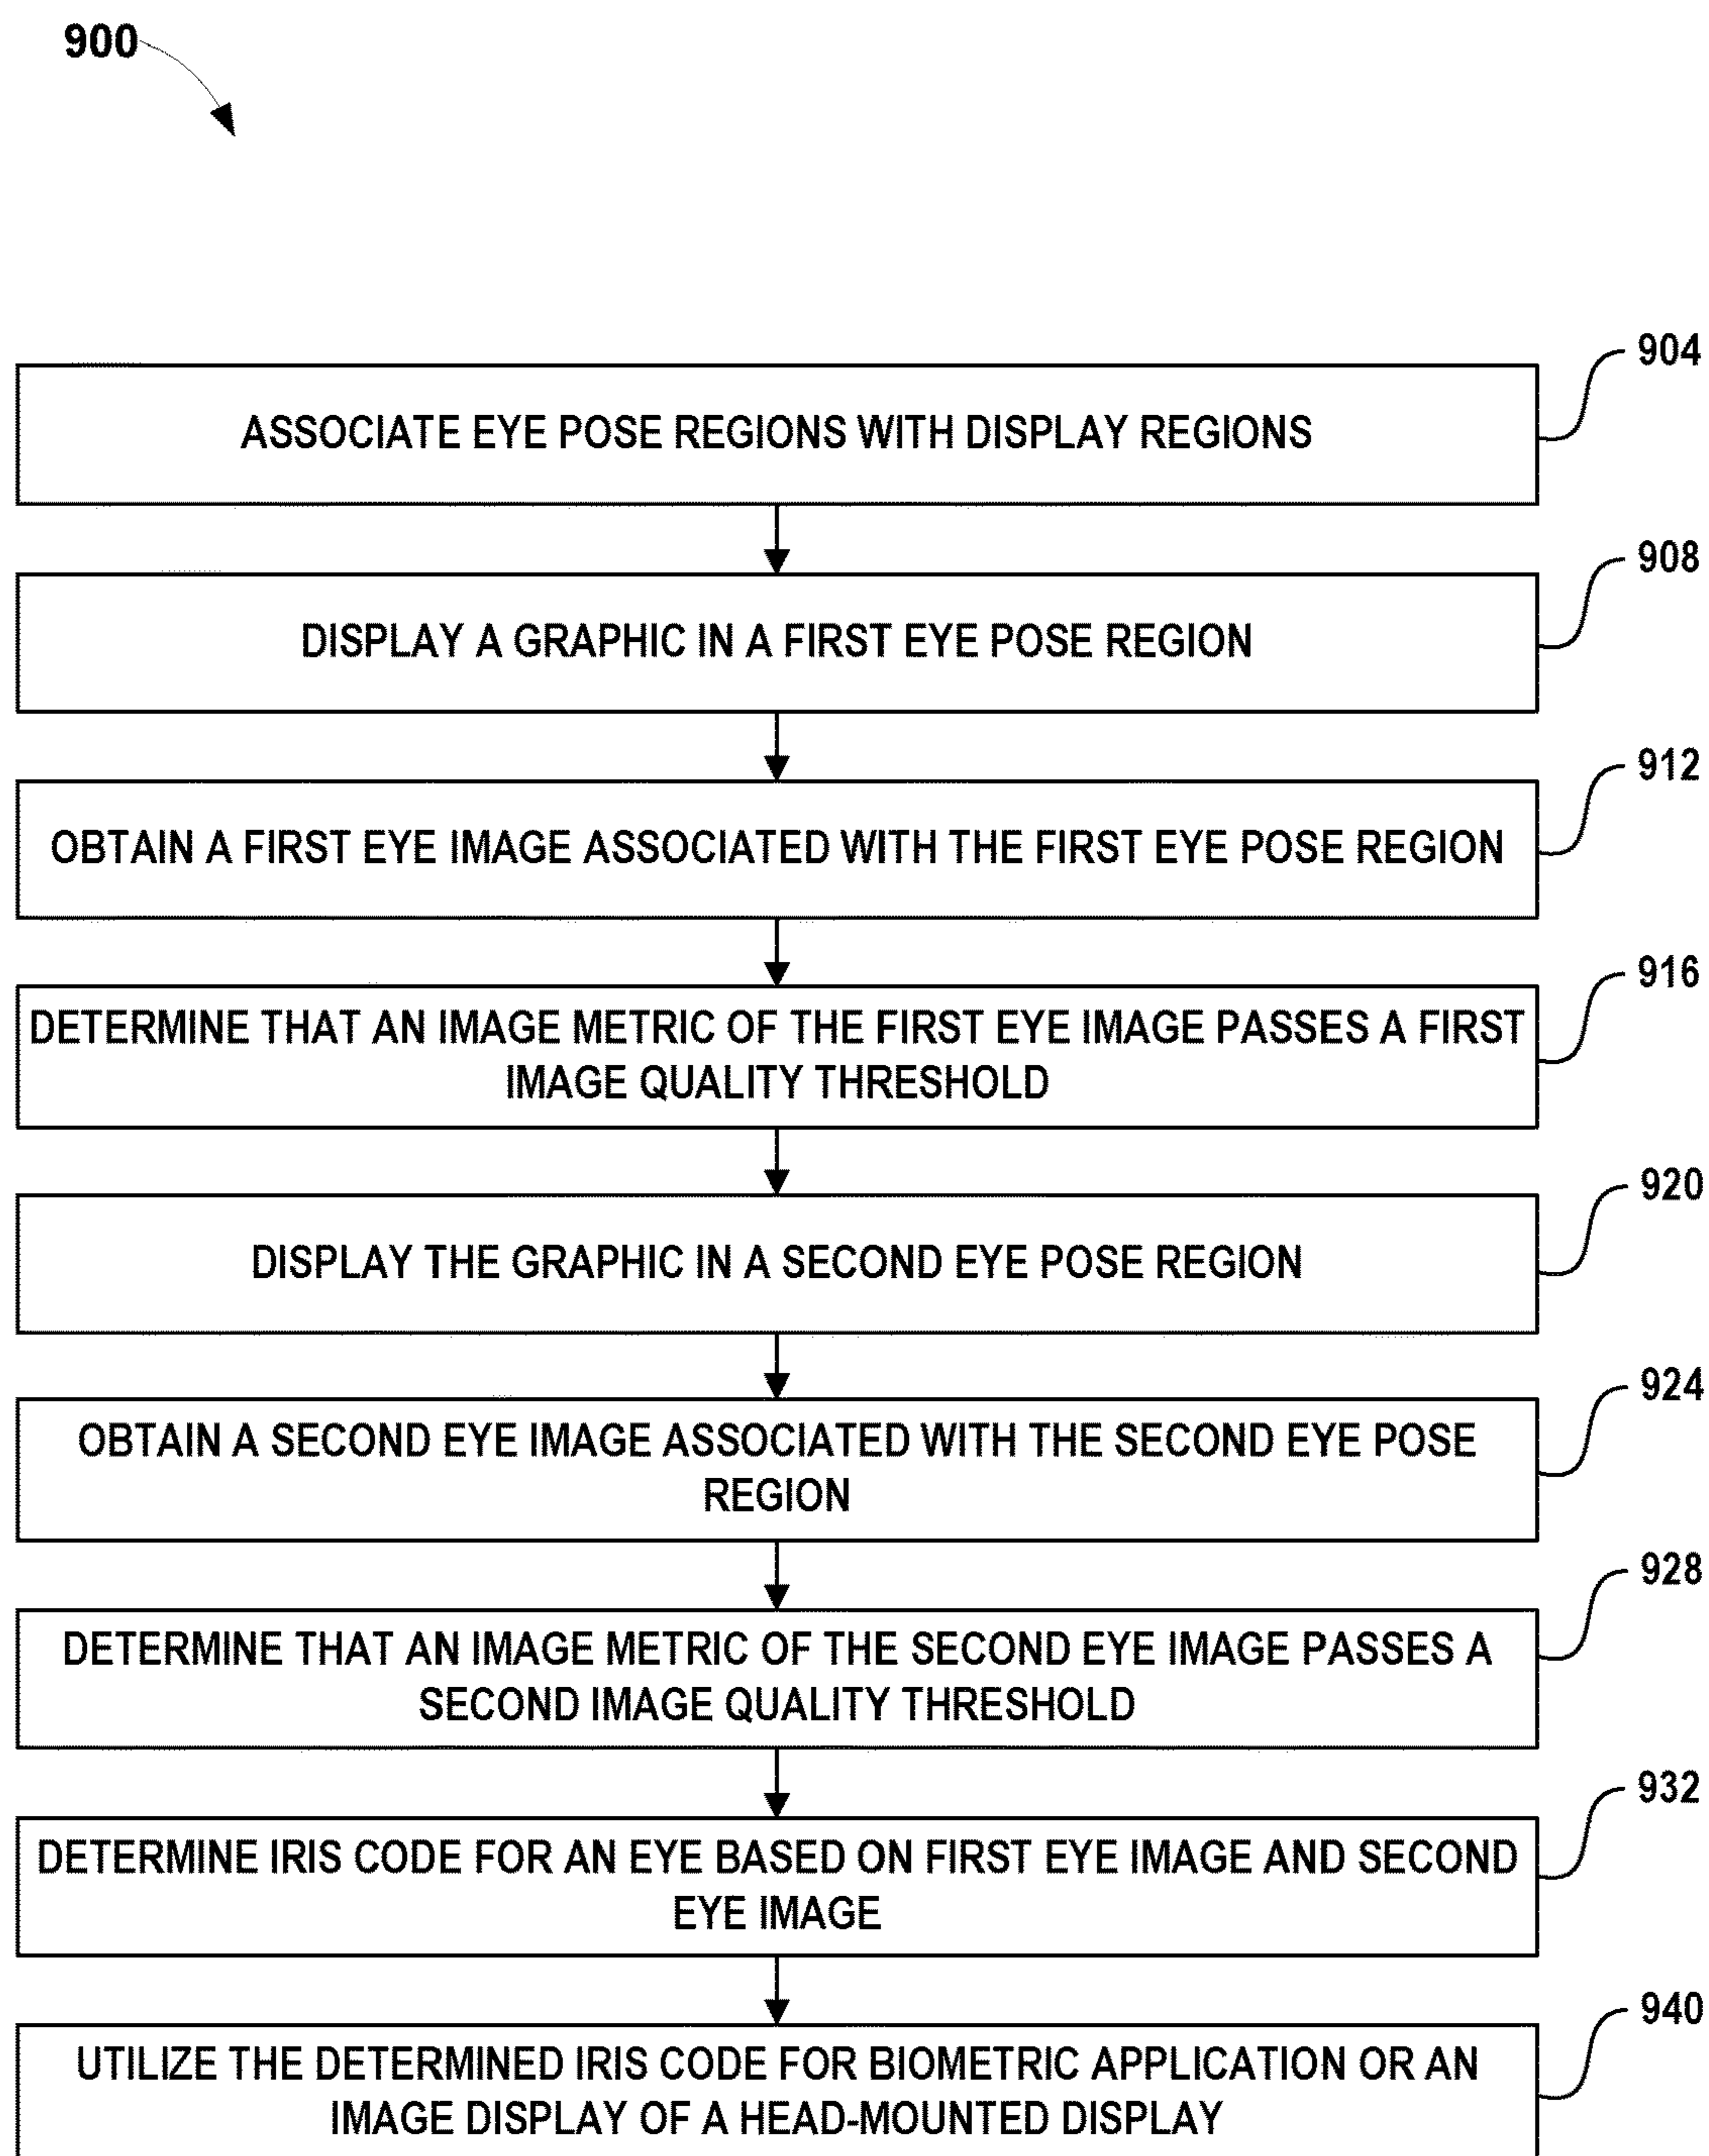 900
904
ASSOCIATE EYE POSE REGIONS WITH DISPLAY REGIONS
908
DISPLAY A GRAPHIC IN A FIRST EYE POSE REGION
912
OBTAIN A FIRST EYE IMAGE ASSOCIATED WITH THE FIRST EYE POSE REGION
916
DETERMINE THAT AN IMAGE METRIC OF THE FIRST EYE IMAGE PASSES A FIRST
IMAGE QUALITY THRESHOLD
920
DISPLAY THE GRAPHIC IN A SECOND EYE POSE REGION
924
OBTAIN A SECOND EYE IMAGE ASSOCIATED WITH THE SECOND EYE POSE
REGION
928
DETERMINE THAT AN IMAGE METRIC OF THE SECOND EYE IMAGE PASSES A
SECOND IMAGE QUALITY THRESHOLD
932
DETERMINE IRIS CODE FOR AN EYE BASED ON FIRST EYE IMAGE AND SECOND
EYE IMAGE
940
UTILIZE THE DETERMINED IRIS CODE FOR BIOMETRIC APPLICATION OR AN
IMAGE DISPLAY OF A HEAD-MOUNTED DISPLAY